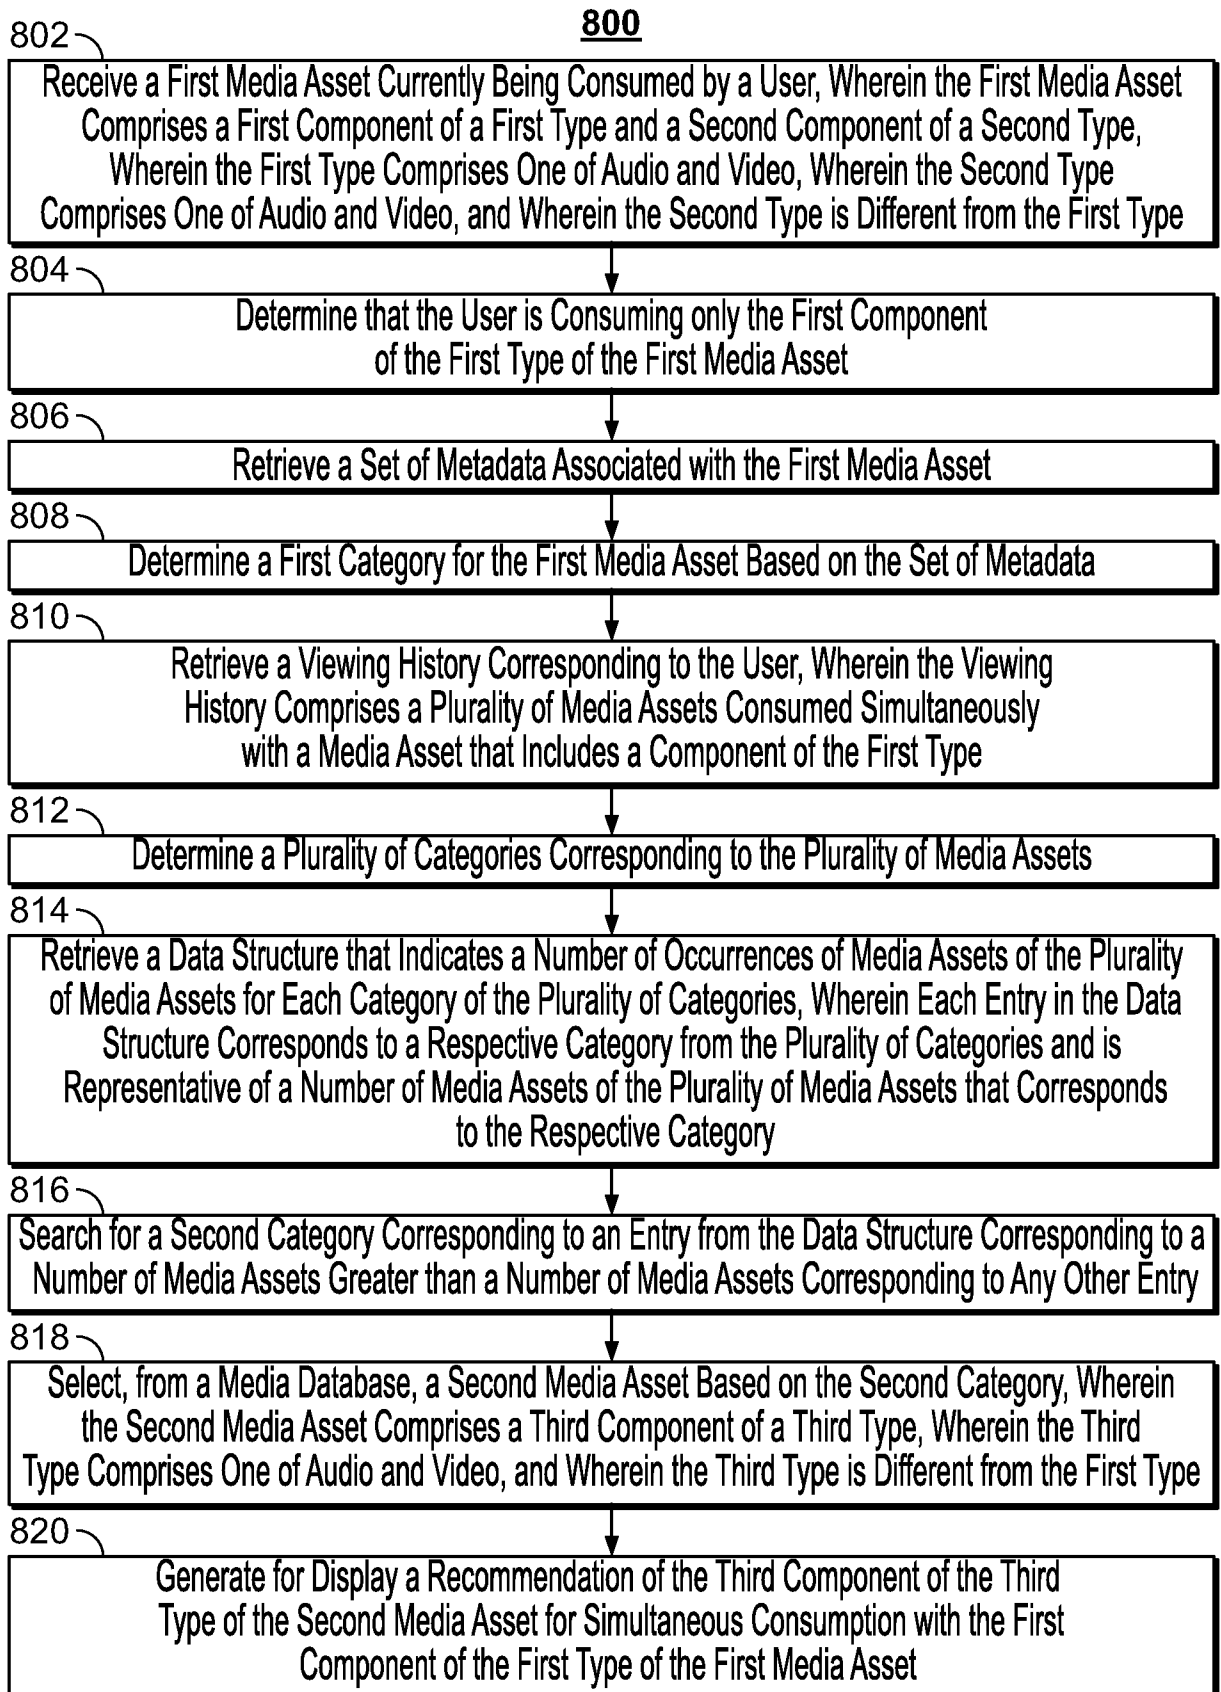 800
802
Receive a First Media Asset Currently Being Consumed by a User, Wherein the First Media Asset
Comprises a First Component of a First Type and a Second Component of a Second Type,
Wherein the First Type Comprises One of Audio and Video, Wherein the Second Type
Comprises One of Audio and Video, and Wherein the Second Type is Different from the First Type
804
Determine that the User is Consuming only the First Component
of the First Type of the First Media Asset
806
Retrieve a Set of Metadata Associated with the First Media Asset
808
Determine a First Category for the First Media Asset Based on the Set of Metadata
810
Retrieve a Viewing History Corresponding to the User, Wherein the Viewing
History Comprises a Plurality of Media Assets Consumed Simultaneously
with a Media Asset that Includes a Component of the First Type
812
Determine a Plurality of Categories Corresponding to the Plurality of Media Assets
814
Retrieve a Data Structure that Indicates a Number of Occurrences of Media Assets of the Plurality
of Media Assets for Each Category of the Plurality of Categories, Wherein Each Entry in the Data
Structure Corresponds to a Respective Category from the Plurality of Categories and is
Representative of a Number of Media Assets of the Plurality of Media Assets that Corresponds
to the Respective Category
816
Search for a Second Category Corresponding to an Entry from the Data Structure Corresponding to a
Number of Media Assets Greater than a Number of Media Assets Corresponding to Any Other Entry
818
Select, from a Media Database, a Second Media Asset Based on the Second Category, Wherein
the Second Media Asset Comprises a Third Component of a Third Type, Wherein the Third
Type Comprises One of Audio and Video, and Wherein the Third Type is Different from the First Type
820
Generate for Display a Recommendation of the Third Component of the Third
Type of the Second Media Asset for Simultaneous Consumption with the First
Component of the First Type of the First Media Asset